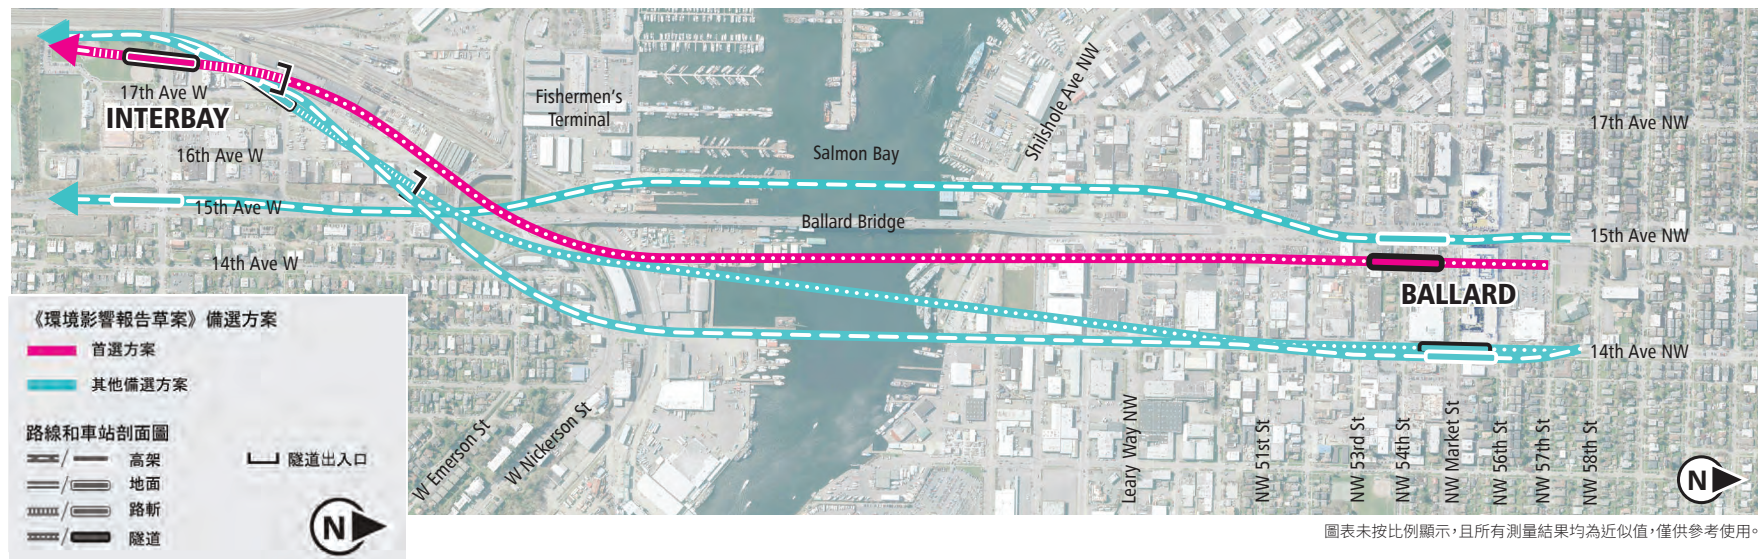 17th Ave W
INTERBAY
16th Ave W
15th Ave W
14th Ave W
Fishermen's
Terminal
Salmon Bay
Ballard Bridge
Shilshole Ave NW
17th Ave NW
15th Ave NW
BALLARD
14th Ave NW
W Emerson St
W Nickerson St
Leary Way NW
NW 51st St
NW 53rd St
NW 54th St
NW Market St
NW 56th St
NW 57th St
NW 58th St
N
《環境影響報告草案》備選方案
首選方案
其他備選方案
路線和車站剖面圖
/ 高架
隧道出入口
/ 地面
/ 路斬
/ 隧道
N
圖表未按比例顯示，且所有測量結果均為近似值，僅供參考使用。